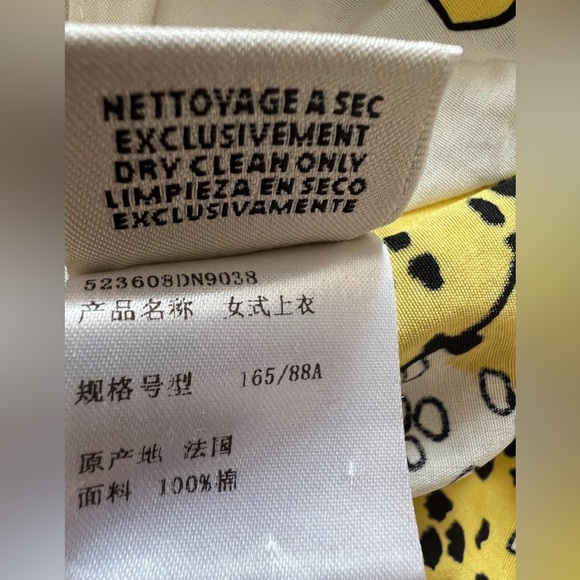 NETTOYAGE A SEC
EXCLUSIVEMENT
DRY CLEAN ONLY
LIMPIEZA EN SECO
EXCLUSIVAMENTE
523608DN9038
产品名称 女式上衣
规格号型 165/88A
原产地 法国
面料 100%棉